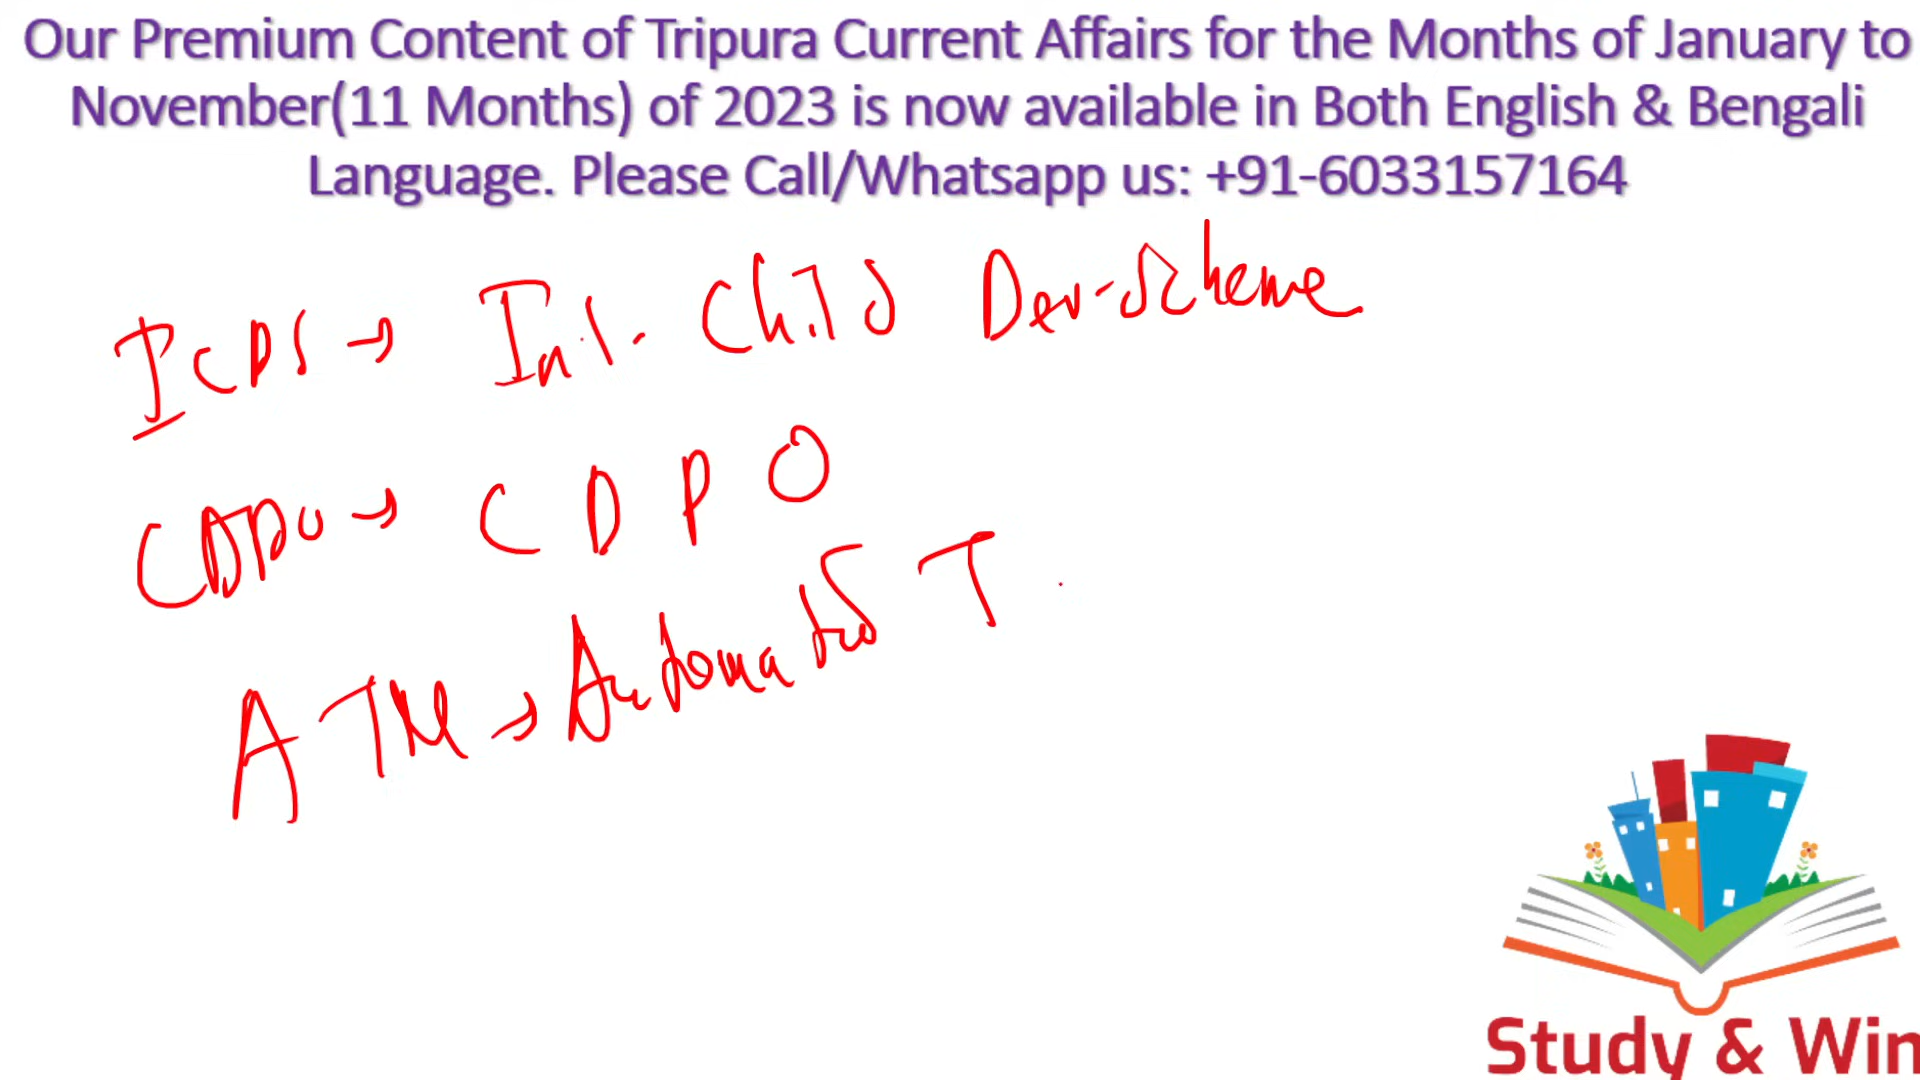 Our Premium Content of Tripura Current Affairs for the Months of January to
November(11 Months) of 2023 is now available in Both English & Bengali
Language. Please Call/Whatsapp us: +91-6033157164
ICDS → Int. Child Dev. Scheme
CDPO → C D P O
ATM → Automated T
Study & Win